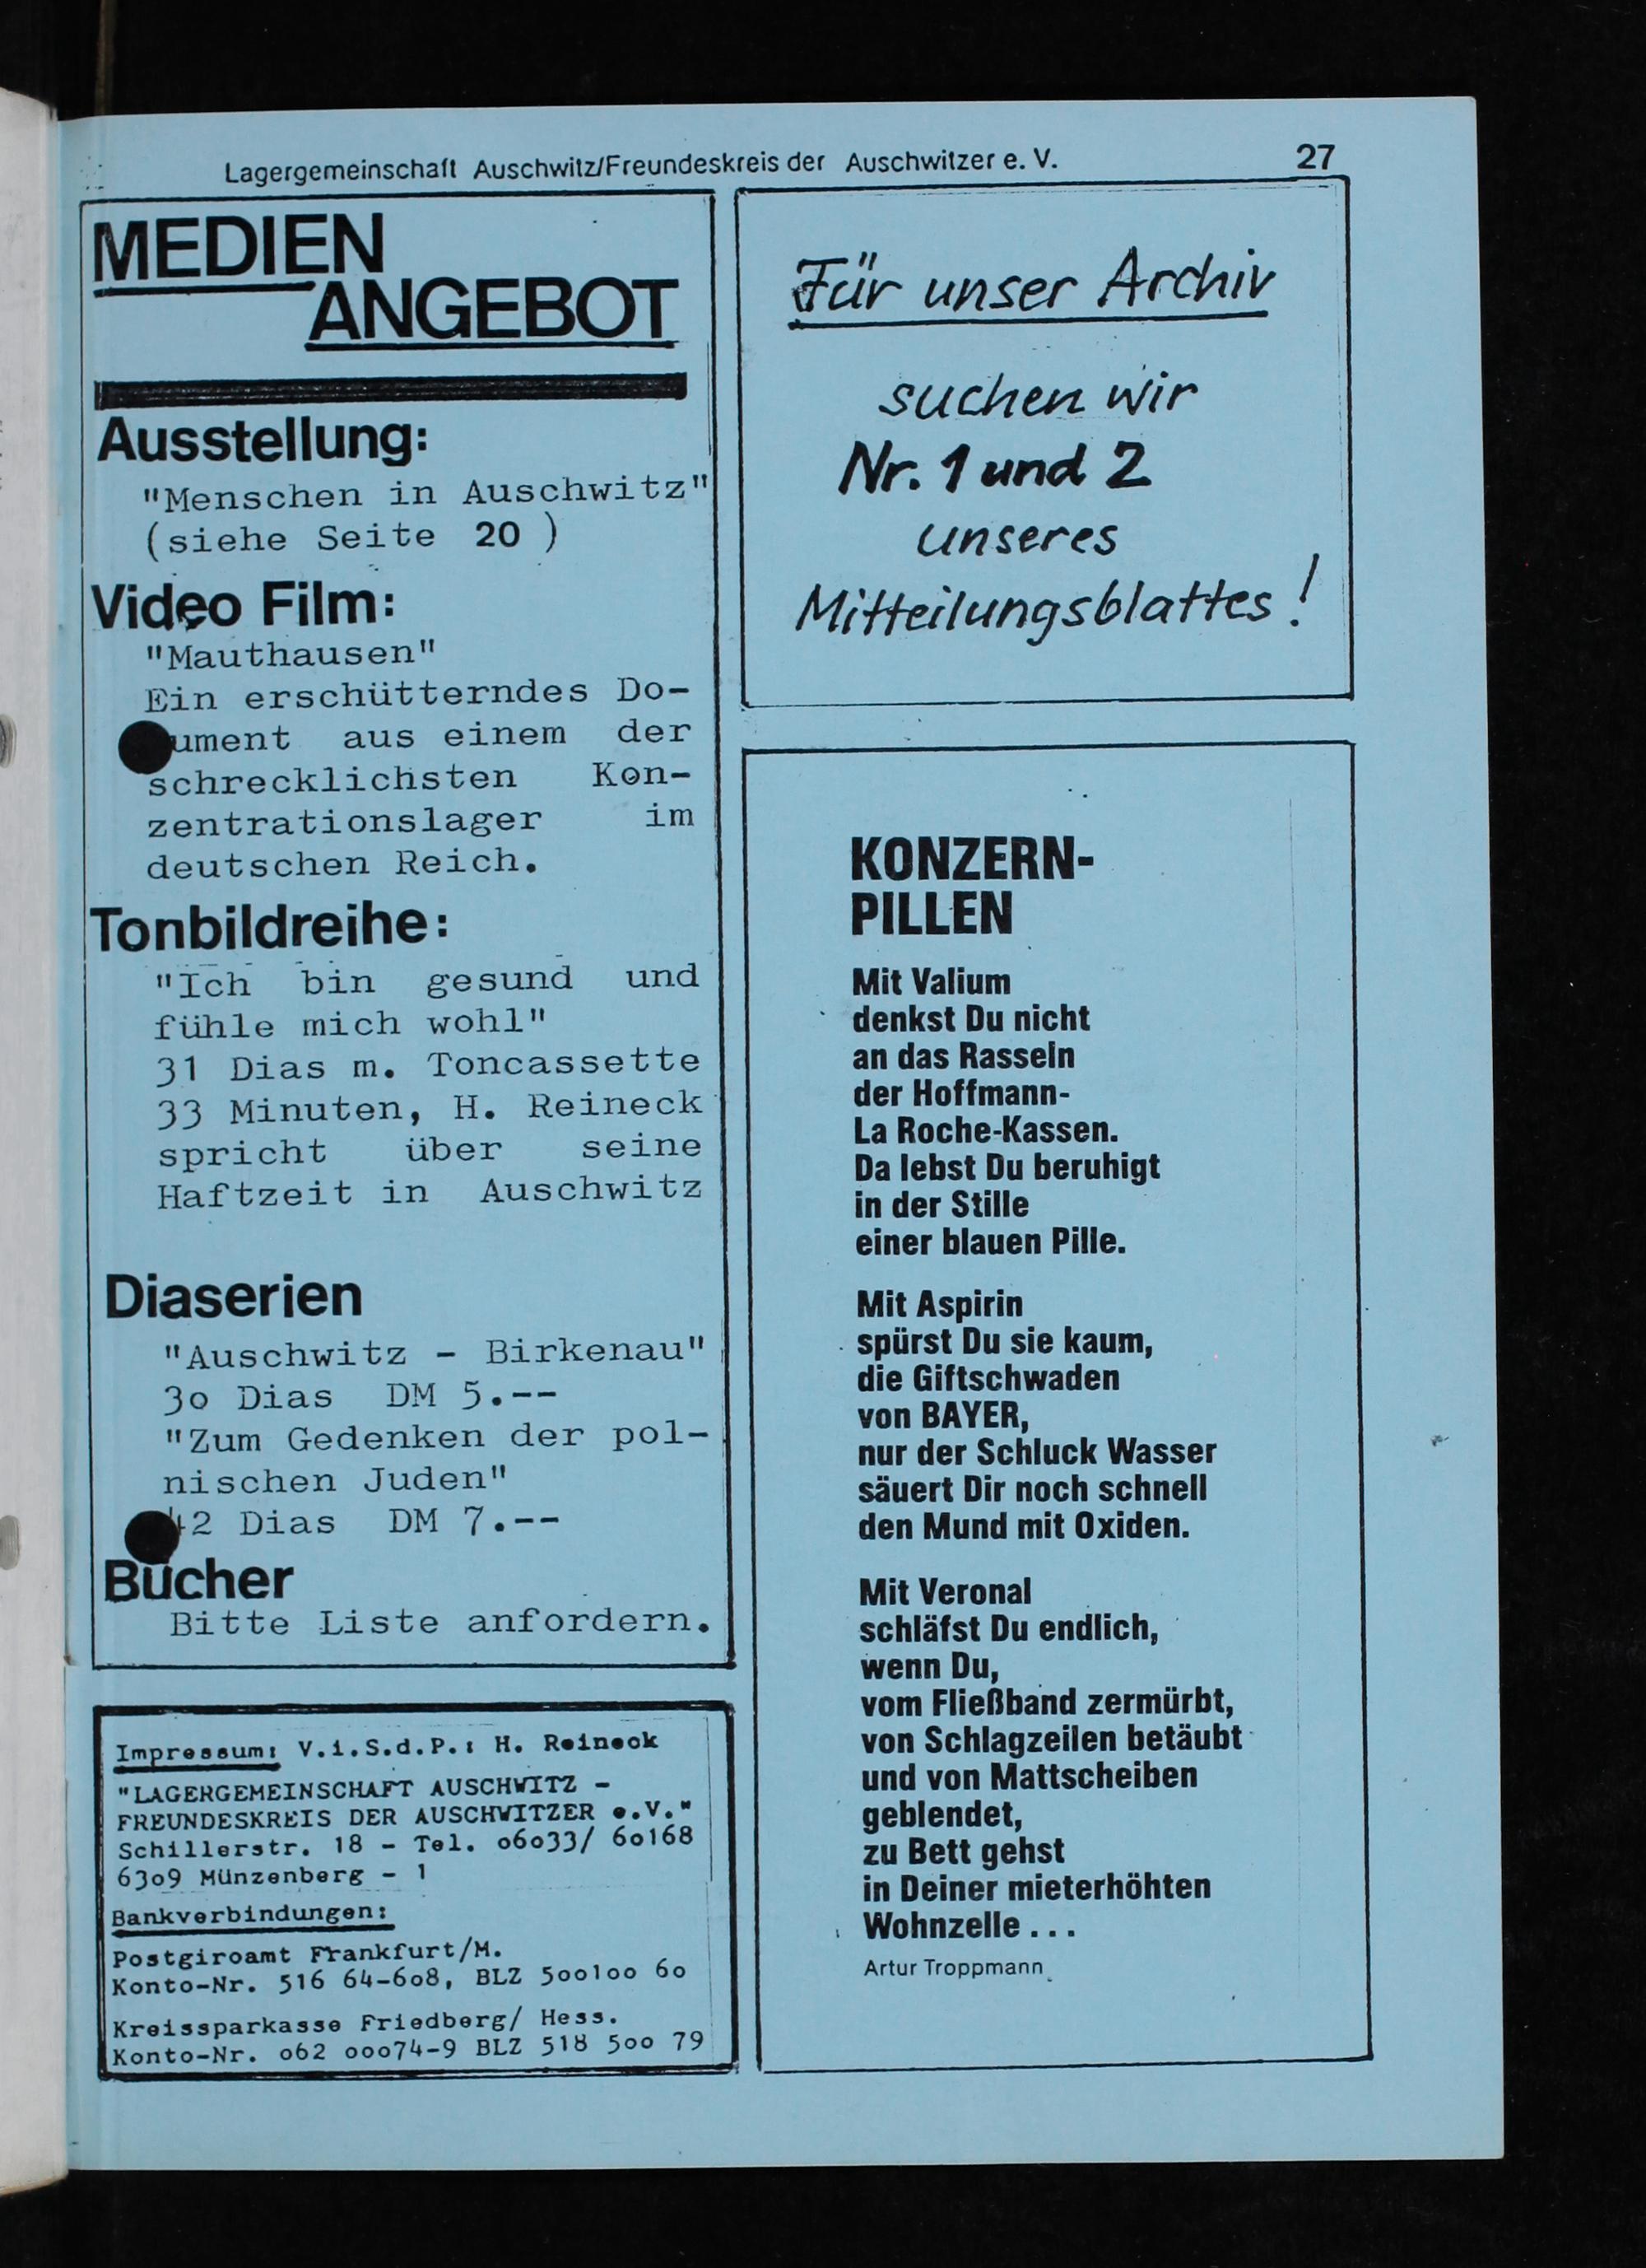 Lagergemeinschaft Auschwitz/Freundeskreis der Auschwitzer e. V.
27
MEDIEN
ANGEBOT
Ausstellung:
"Menschen in Auschwitz"
(siehe Seite 20 )
Video Film:
"Mauthausen"
Ein erschütterndes Do-
ument aus einem der
schrecklichsten Kon-
zentrationslager im
deutschen Reich.
Tonbildreihe:
"Ich bin gesund und
fühle mich wohl"
31 Dias m. Toncassette
33 Minuten, H. Reineck
spricht über seine
Haftzeit in Auschwitz
Diaserien
"Auschwitz - Birkenau"
30 Dias DM 5.--
"Zum Gedenken der pol-
nischen Juden"
42 Dias DM 7.--
Bücher
Bitte Liste anfordern.
Impressum: V.i.S.d.P.: H. Reineck
"LAGERGEMEINSCHAFT AUSCHWITZ -
FREUNDESKREIS DER AUSCHWITZER e.V."
Schillerstr. 18 - Tel. 06033/ 60168
6309 Münzenberg - 1
Bankverbindungen:
Postgiroamt Frankfurt/M.
Konto-Nr. 516 64-608, BLZ 500100 60
Kreissparkasse Friedberg/ Hess.
Konto-Nr. 062 00074-9 BLZ 518 500 79
Für unser Archiv
suchen wir
Nr. 1 und 2
unseres
Mitteilungsblattes!
KONZERN-
PILLEN
Mit Valium
denkst Du nicht
an das Rasseln
der Hoffmann-
La Roche-Kassen.
Da lebst Du beruhigt
in der Stille
einer blauen Pille.
Mit Aspirin
spürst Du sie kaum,
die Giftschwaden
von BAYER,
nur der Schluck Wasser
säuert Dir noch schnell
den Mund mit Oxiden.
Mit Veronal
schläfst Du endlich,
wenn Du,
vom Fließband zermürbt,
von Schlagzeilen betäubt
und von Mattscheiben
geblendet,
zu Bett gehst
in Deiner mieterhöhten
Wohnzelle . . .
Artur Troppmann